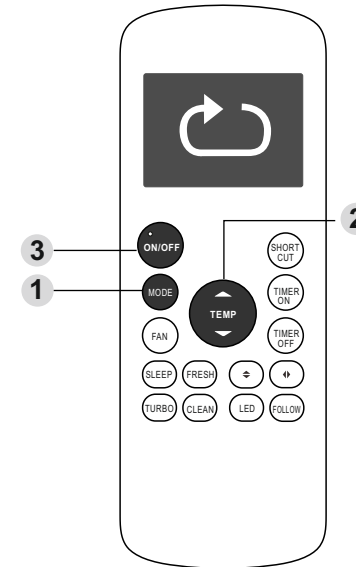 2
ON/OFF
3
SHORT
CUT
1
MODE
TEMP
TIMER
ON
FAN
TIMER
OFF
SLEEP FRESH
TURBO CLEAN LED FOLLOW